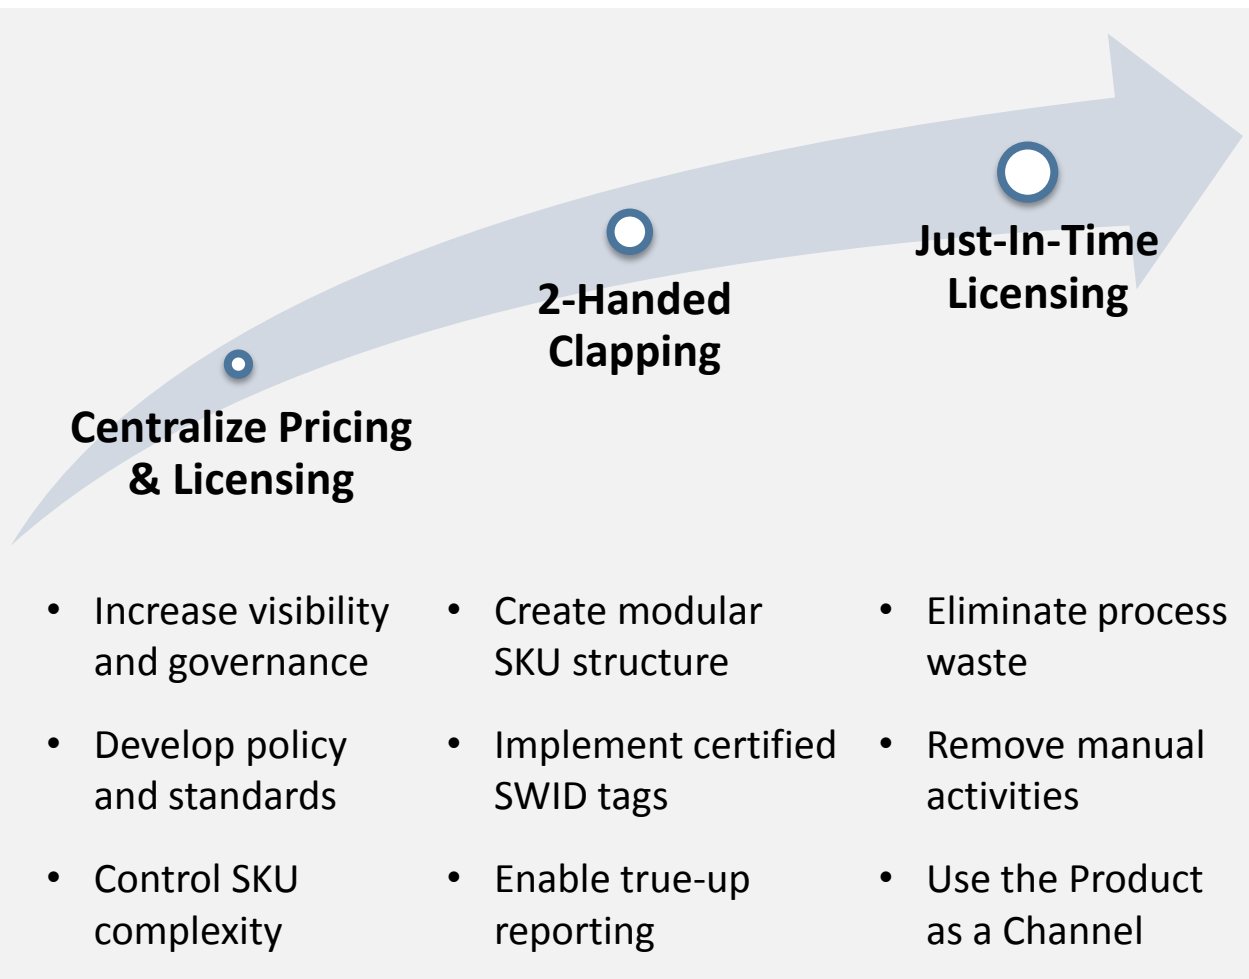 Just-In-Time
Licensing
2-Handed
Clapping
Centralize Pricing
& Licensing
• Increase visibility
and governance
• Develop policy
and standards
• Control SKU
complexity
• Create modular
SKU structure
• Implement certified
SWID tags
• Enable true-up
reporting
• Eliminate process
waste
• Remove manual
activities
• Use the Product
as a Channel